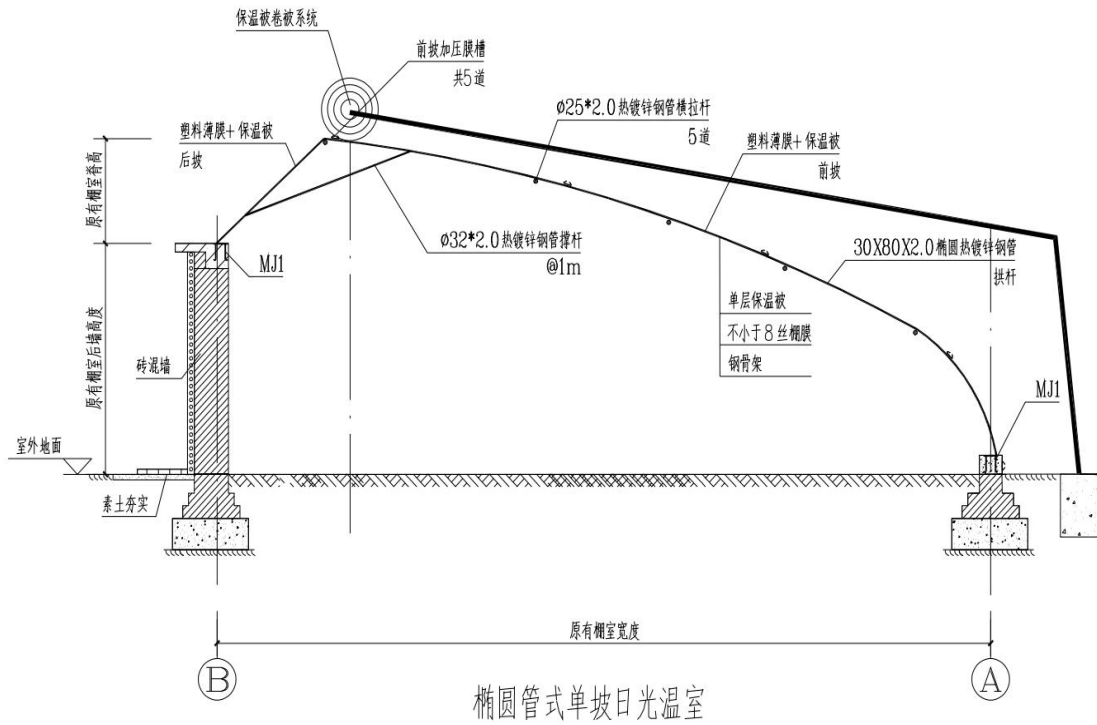 保温被卷被系统
前坡加压膜槽
共5道
Ø25*2.0热镀锌钢管横拉杆
5道
塑料薄膜+保温被
后坡
塑料薄膜+保温被
前坡
原有棚室脊高
Ø32*2.0热镀锌钢管撑杆
@1m
30X80X2.0椭圆热镀锌钢管
拱杆
MJ1
单层保温被
不小于8丝棚膜
钢骨架
原有棚室后墙高度
砖混墙
MJ1
室外地面
素土夯实
原有棚室宽度
B
A
椭圆管式单坡日光温室